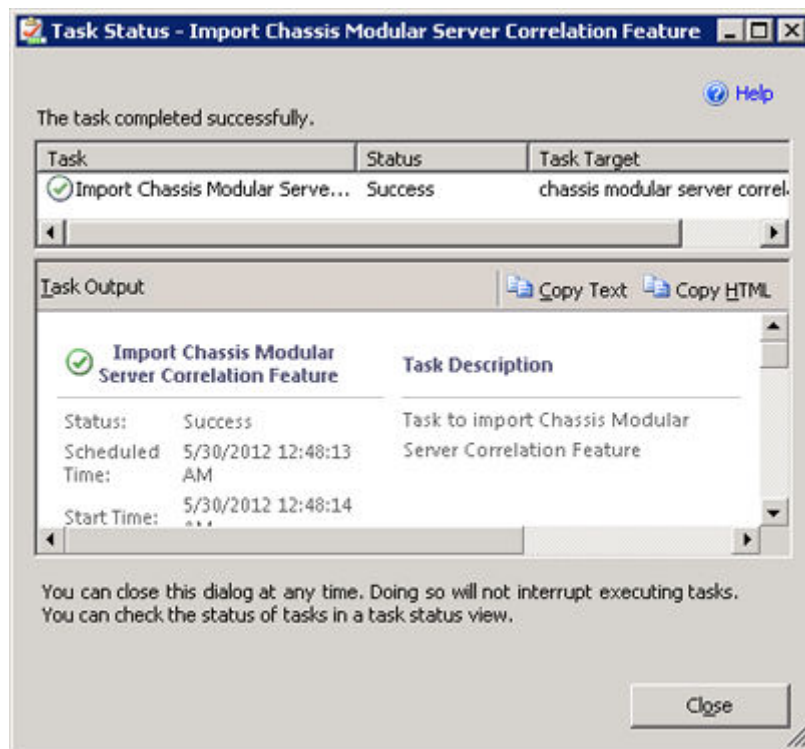 Task Status - Import Chassis Modular Server Correlation Feature
Help
The task completed successfully.
Task Status Task Target
Import Chassis Modular Serve... Success chassis modular server correl
Task Output Copy Text Copy HTML
Import Chassis Modular
Server Correlation Feature
Task Description
Status: Success
Scheduled Time: 5/30/2012 12:48:13 AM
Start Time: 5/30/2012 12:48:14
Task to import Chassis Modular
Server Correlation Feature
You can close this dialog at any time. Doing so will not interrupt executing tasks.
You can check the status of tasks in a task status view.
Close